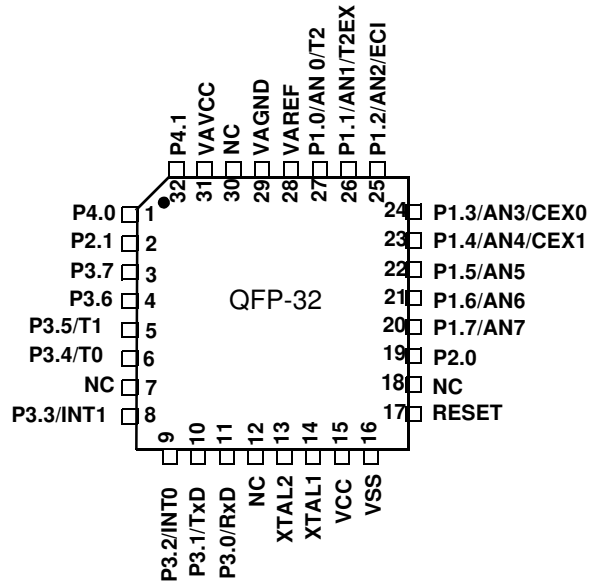 P4.1
VAVCC
NC
VAGND
VAREF
P1.0/AN 0/T2
P1.1/AN1/T2EX
P1.2/AN2/ECI
32
31
30
29
28
27
26
25
P4.0 1
P2.1 2
P3.7 3
P3.6 4
P3.5/T1 5
P3.4/T0 6
NC 7
P3.3/INT1 8
QFP-32
24 P1.3/AN3/CEX0
23 P1.4/AN4/CEX1
22 P1.5/AN5
21 P1.6/AN6
20 P1.7/AN7
19 P2.0
18 NC
17 RESET
9
10
11
12
13
14
15
16
P3.2/INT0
P3.1/TxD
P3.0/RxD
NC
XTAL2
XTAL1
VCC
VSS